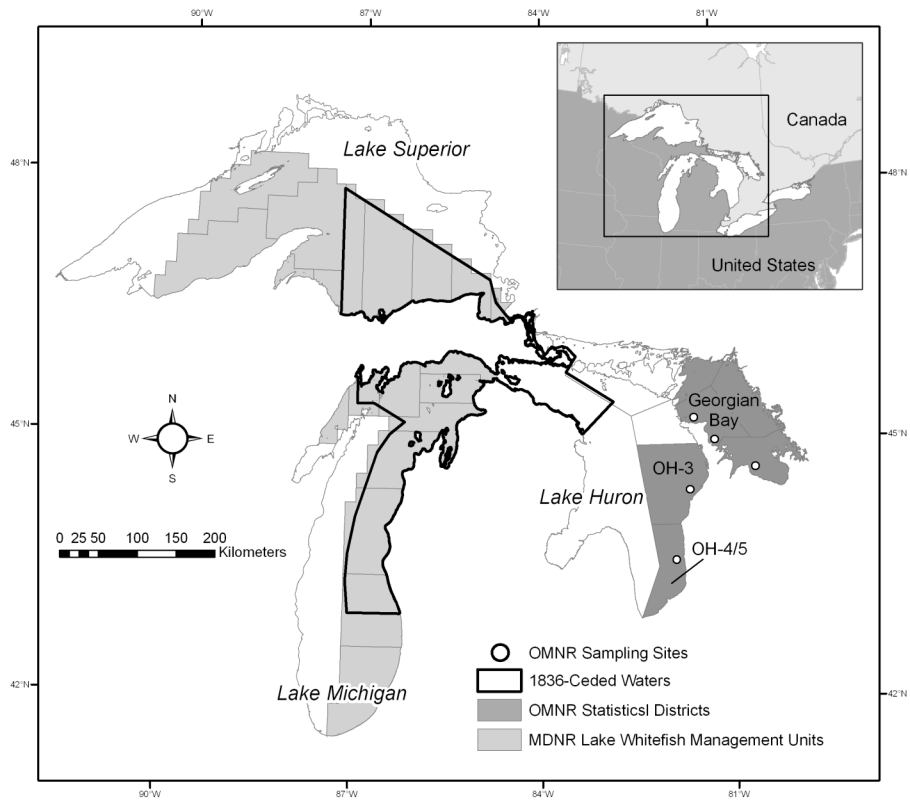 90°W 87°W 84°W 81°W
Canada
United States
48°N
48°N
Lake Superior
N
W E
S
45°N
45°N
Georgian
Bay
OH-3
Lake Huron
OH-4/5
0 25 50 100 150 200
Kilometers
42°N
42°N
Lake Michigan
OMNR Sampling Sites
1836-Ceded Waters
OMNR Statisticsl Districts
MDNR Lake Whitefish Management Units
90°W 87°W 84°W 81°W